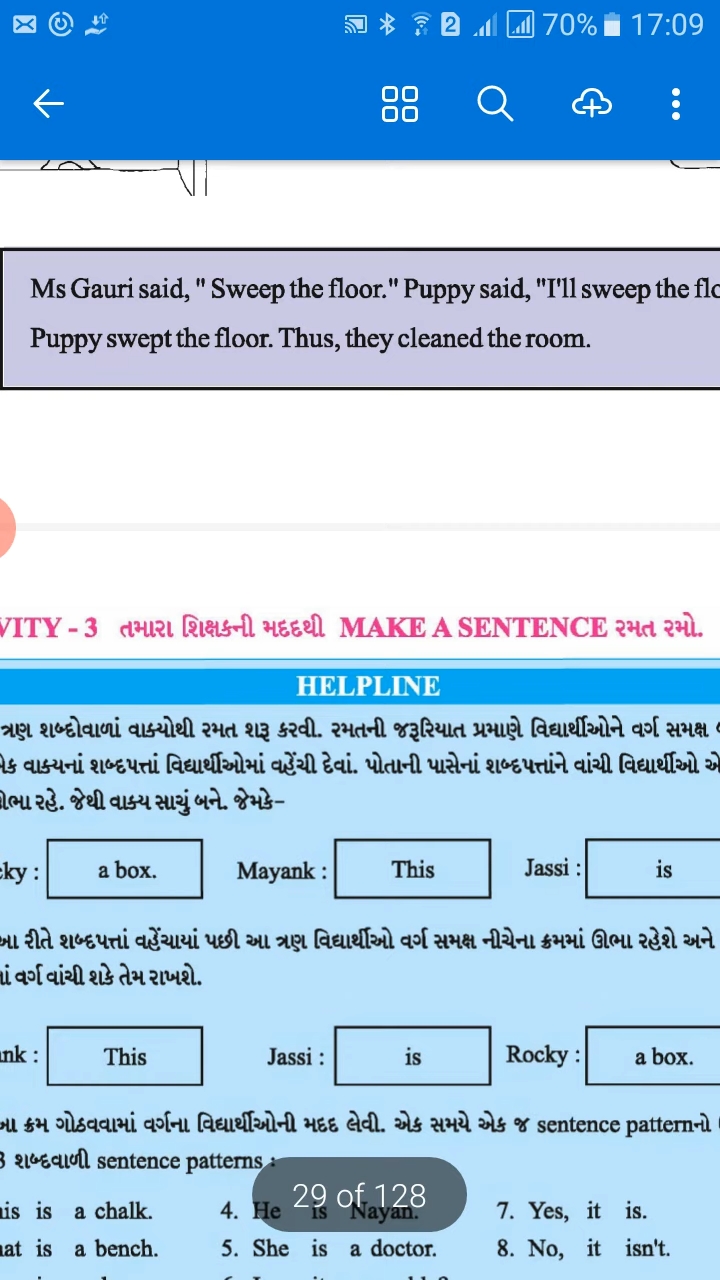 2 70% 17:09
Ms Gauri said, " Sweep the floor." Puppy said, "I'll sweep the
Puppy swept the floor. Thus, they cleaned the room.
- 3 તમારા શિક્ષકની મદદથી MAKE A SENTENCE રમત રમો.
HELPLINE
ત્રણ શબ્દોવાળાં વાક્યોથી રમત શરૂ કરવી. રમતની જરૂરિયાત પ્રમાણે વિદ્યાર્થીઓને વર્ગ સમક્ષ
વાક્યનાં શબ્દપત્તાં વિદ્યાર્થીઓમાં વહેંચી દેવાં. પોતાની પાસેનાં શબ્દપત્તાંને વાંચી વિદ્યાર્થીઓ
રહે. જેથી વાક્ય સાચું બને. જેમકે–
: a box. Mayank : This Jassi : is
આ રીતે શબ્દપત્તાં વહેંચાયાં પછી આ ત્રણ વિદ્યાર્થીઓ વર્ગ સમક્ષ નીચેના ક્રમમાં ઊભા રહેશે અને
વર્ગ વાંચી શકે તેમ રાખશે.
: This Jassi : is Rocky : a box.
આ ક્રમ ગોઠવવામાં વર્ગના વિદ્યાર્થીઓની મદદ લેવી. એક સમયે એક જ sentence patternનો
3 શબ્દવાળી sentence patterns :
29 of 128
is a chalk. 4. He is Nayan. 7. Yes, it is.
is a bench. 5. She is a doctor. 8. No, it isn't.